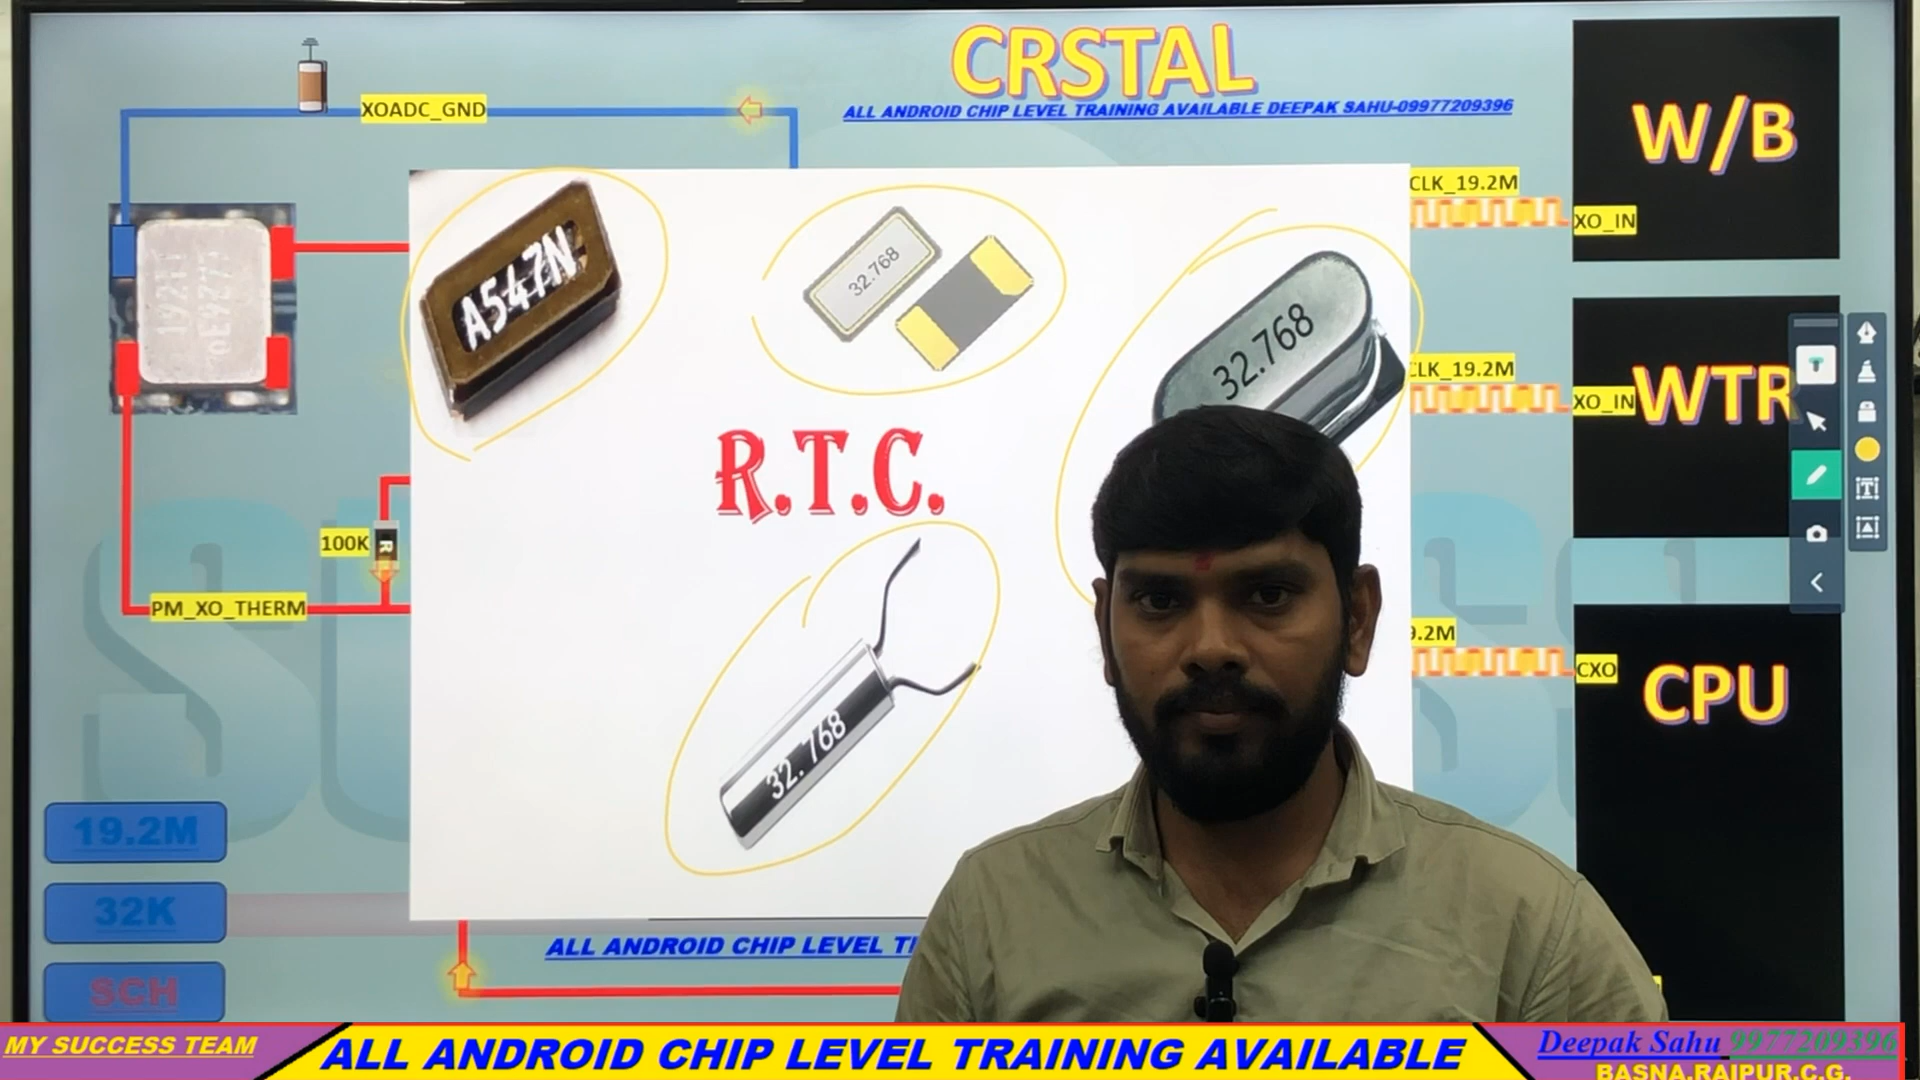 CRSTAL
ALL ANDROID CHIP LEVEL TRAINING AVAILABLE DEEPAK SAHU-09977209396
XOADC_GND
W/B
CLK_19.2M
XO_IN
A547N
32.768
32.768
R.T.C.
CLK_19.2M
XO_IN
WTR
100K
R
PM_XO_THERM
32.768
9.2M
CXO
CPU
19.2M
32K
SCH
ALL ANDROID CHIP LEVEL
MY SUCCESS TEAM
ALL ANDROID CHIP LEVEL TRAINING AVAILABLE
Deepak Sahu 9977209396
BASNA.RAIPUR.C.G.